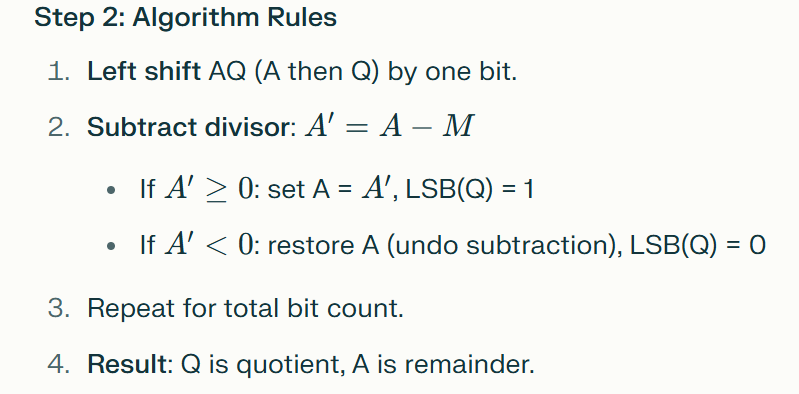 Step 2: Algorithm Rules
1. Left shift AQ (A then Q) by one bit.
2. Subtract divisor: A′ = A − M
• If A′ ≥ 0: set A = A′, LSB(Q) = 1
• If A′ < 0: restore A (undo subtraction), LSB(Q) = 0
3. Repeat for total bit count.
4. Result: Q is quotient, A is remainder.